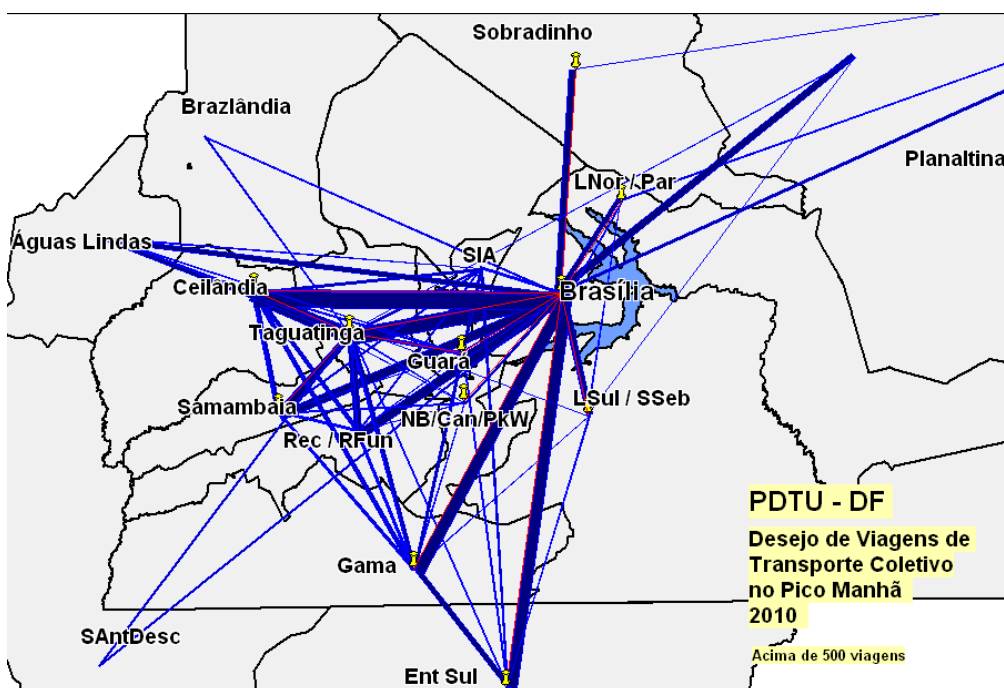 Sobradinho
Brazlândia
Planaltina
LNor / Par
Águas Lindas
SIA
Ceilândia
Brasília
Taguatinga
Guará
Samambaia
LSul / SSeb
NB/Can/PkW
Rec / RFun
PDTU - DF
Desejo de Viagens de
Transporte Coletivo
no Pico Manhã
2010
Gama
SAntDesc
Acima de 500 viagens
Ent Sul